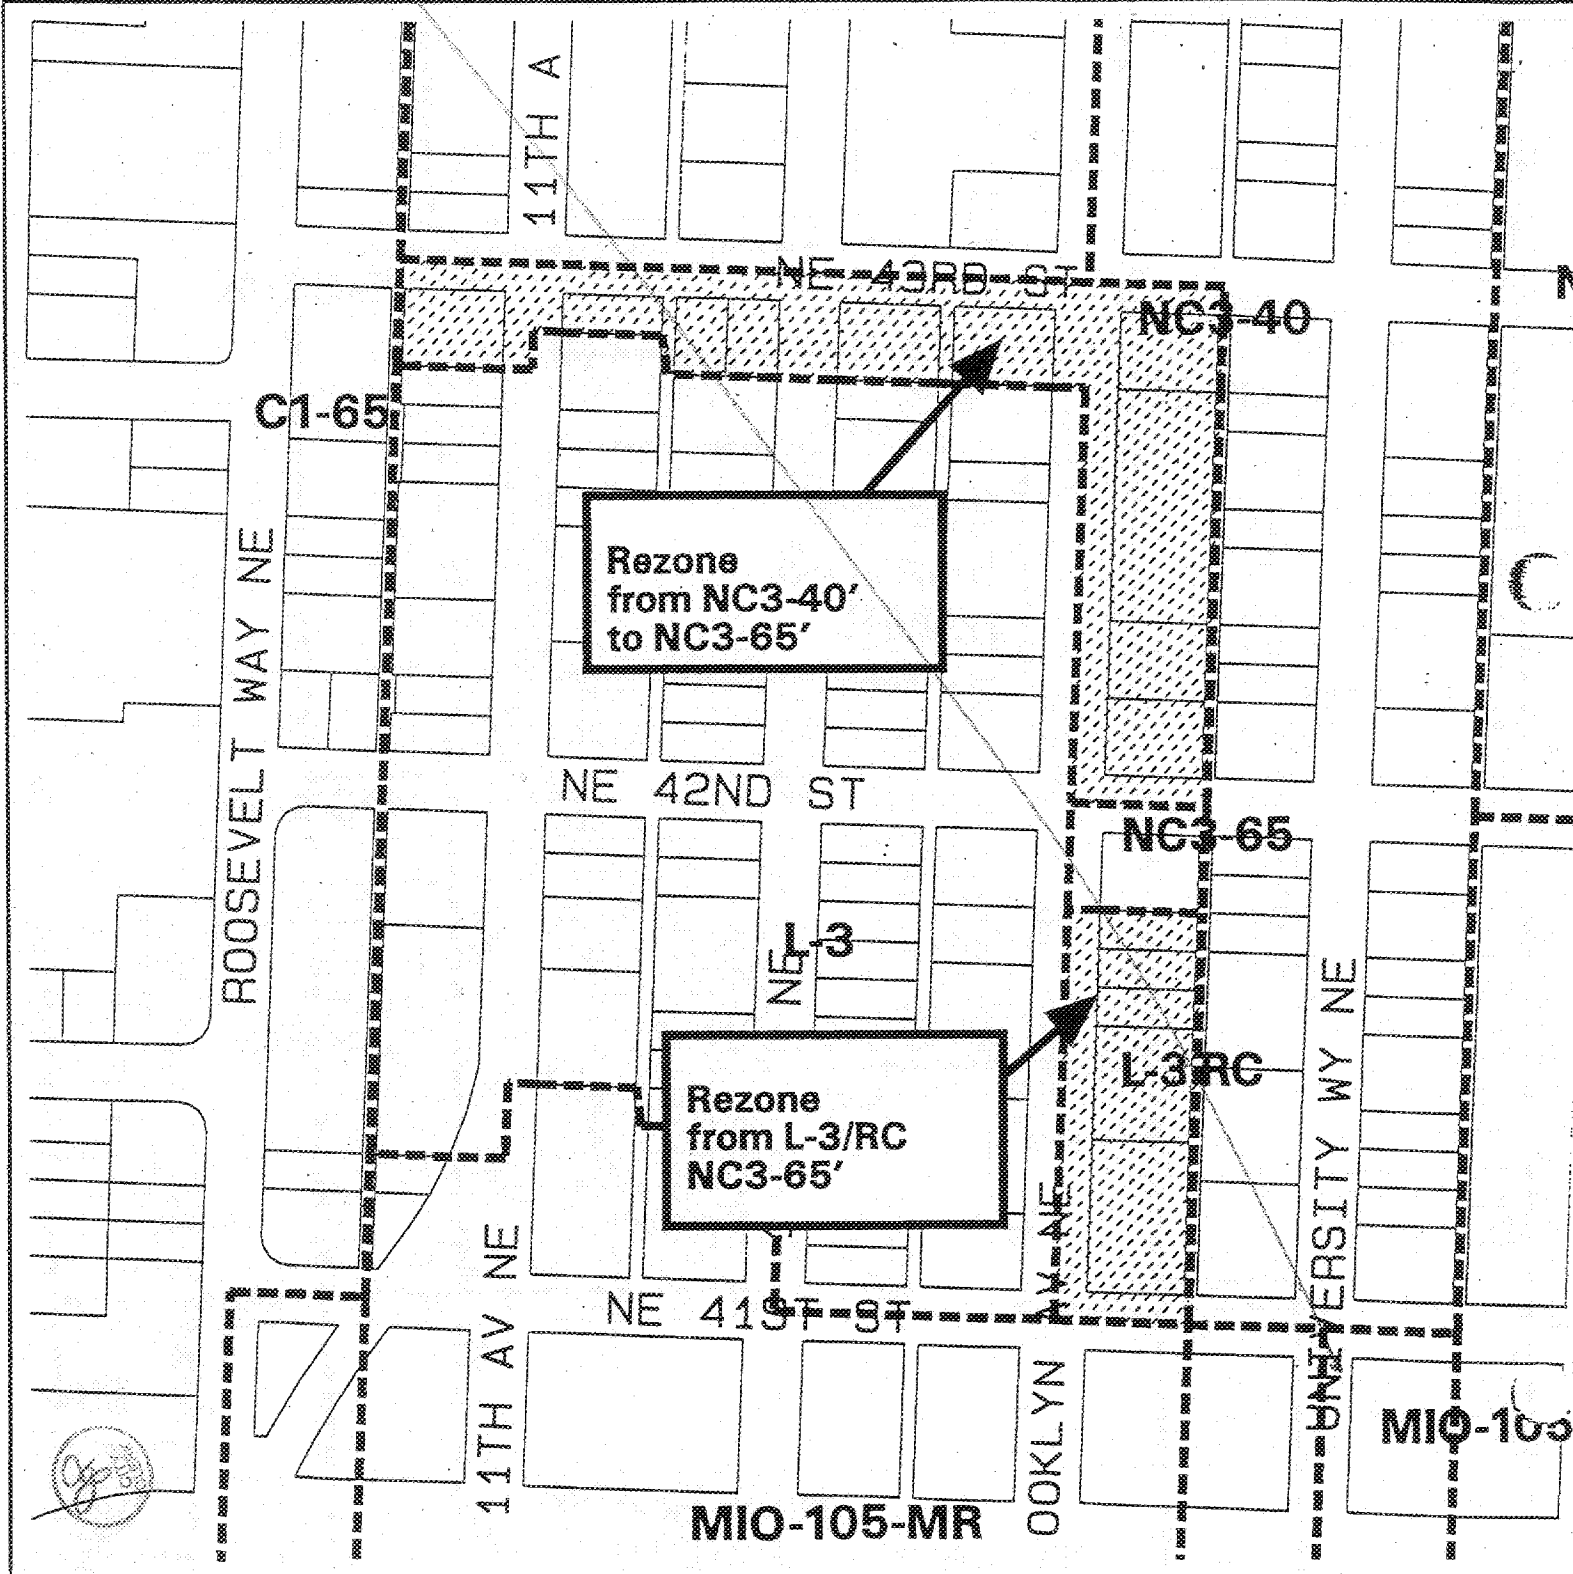 11TH A
NE 43RD ST
NC3-40
C1-65
Rezone
from NC3-40'
to NC3-65'
ROOSEVELT WAY NE
NE 42ND ST
NC3-65
L-3
NE
L-3/RC
Rezone
from L-3/RC
NC3-65'
UNIVERSITY WY NE
11TH AV NE
NE 41ST ST
OOKLYN AV NE
MIO-105
MIO-105-MR